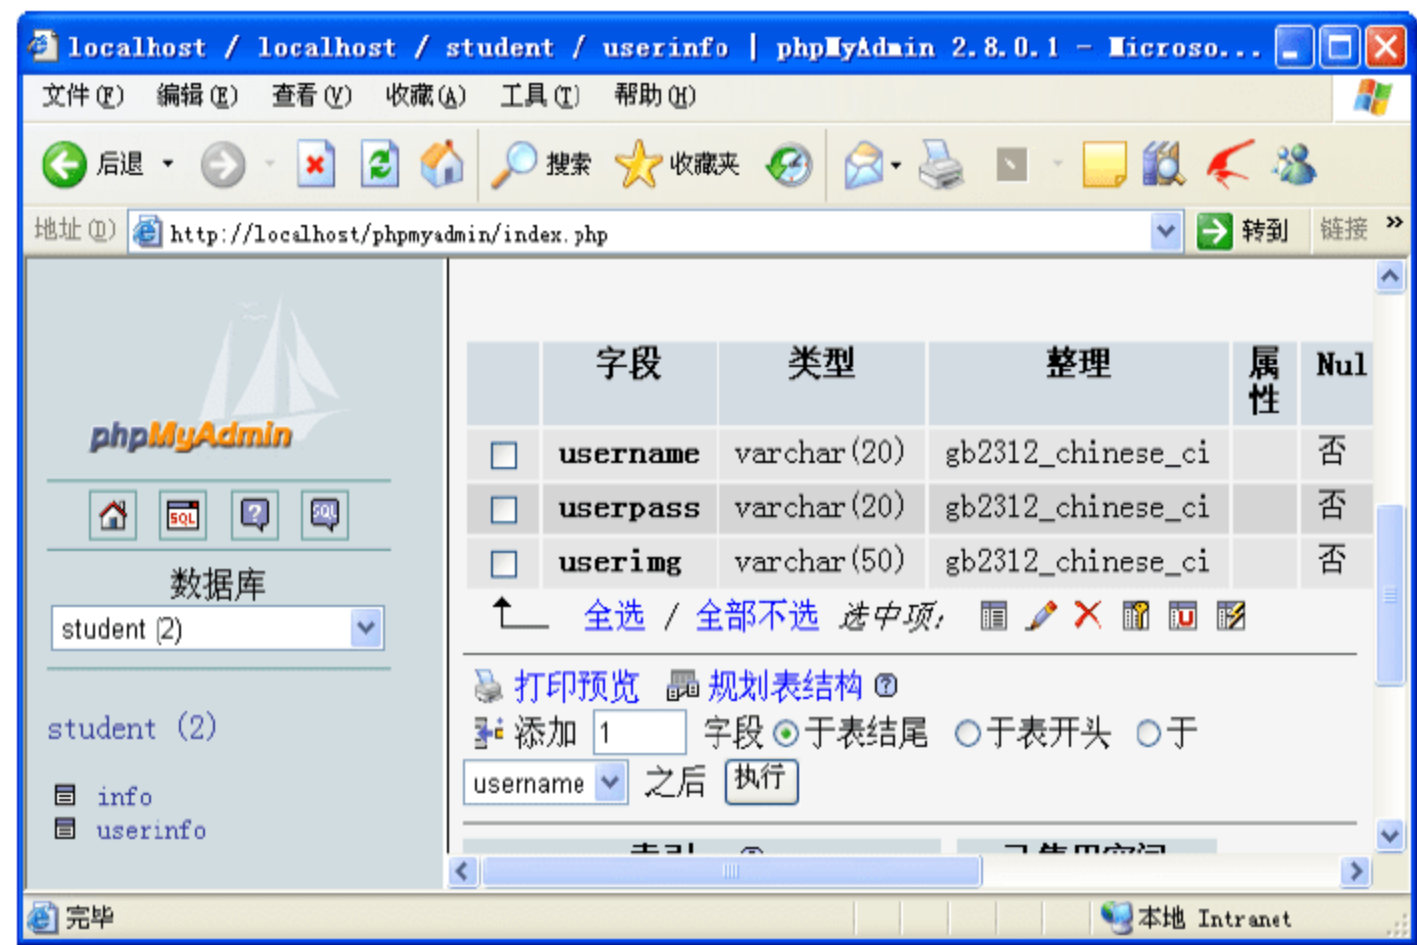 localhost / localhost / student / userinfo | phpMyAdmin 2.8.0.1 - Microso...
文件(F) 编辑(E) 查看(V) 收藏(A) 工具(T) 帮助(H)
后退 搜索 收藏夹
地址(D) http://localhost/phpmyadmin/index.php 转到 链接 »
phpMyAdmin
SQL ? SQL
数据库
student (2)
student (2)
info
userinfo
字段 类型 整理 属性 Nul
username varchar(20) gb2312_chinese_ci 否
userpass varchar(20) gb2312_chinese_ci 否
userimg varchar(50) gb2312_chinese_ci 否
全选 / 全部不选 选中项:
打印预览 规划表结构 ?
添加 1 字段 于表结尾 于表开头 于
username 之后 执行
完毕 本地 Intranet